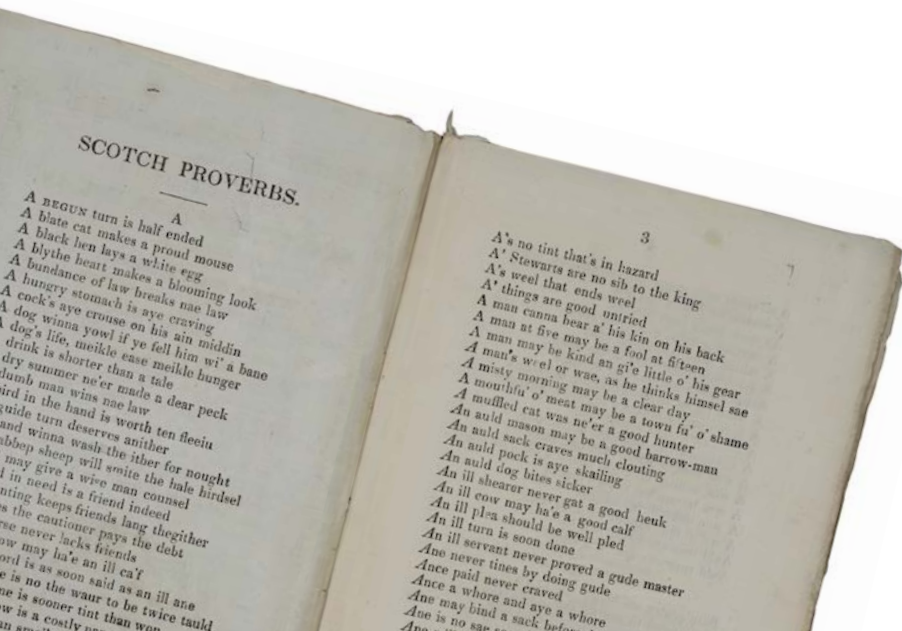 SCOTCH PROVERBS.
A
A BEGUN turn is half ended
A blate cat makes a proud mouse
A black hen lays a white egg
A blythe heart makes a blooming look
A bundance of law breaks nae law
A hungry stomach is aye craving
A cock's aye crouse on his ain middin
A dog winna yowl if ye fell him wi' a bane
A dog's life, meikle ease meikle hunger
drink is shorter than a tale
dry summer ne'er made a dear peck
dumb man wins nae law
in the hand is worth ten fleein
guide turn deserves anither
winna wash the ither for nought
sheep will smite the hale hirdsel
may give a wise man counsel
in need is a friend indeed
keeps friends lang thegither
the cautioner pays the debt
never lacks friends
may ha'e an ill ca'f
is as soon said as an ill ane
is no the waur to be twice tauld
is sooner tint than won
is a costly
3
A's no tint that's in hazard
A' Stewarts are no sib to the king
A's weel that ends weel
A' things are good untried
A man canna bear a' his kin on his back
A man at five may be a fool at fifteen
A man may be kind an gi'e little o' his gear
A man's weel or wae, as he thinks himsel sae
A misty morning may be a clear day
A mouthfu' o' meat may be a town fu' o' shame
A muffled cat was ne'er a good hunter
An auld mason may be a good barrow-man
An auld sack craves much clouting
An auld pock is aye skailing
An auld dog bites sicker
An ill shearer never gat a good heuk
An ill cow may ha'e a good calf
An ill plea should be well pled
An ill turn is soon done
An ill servant never proved a gude master
Ane never tines by doing gude
Ance paid never craved
Ance a whore and aye a whore
Ane may bind a sack
Ane is no sae